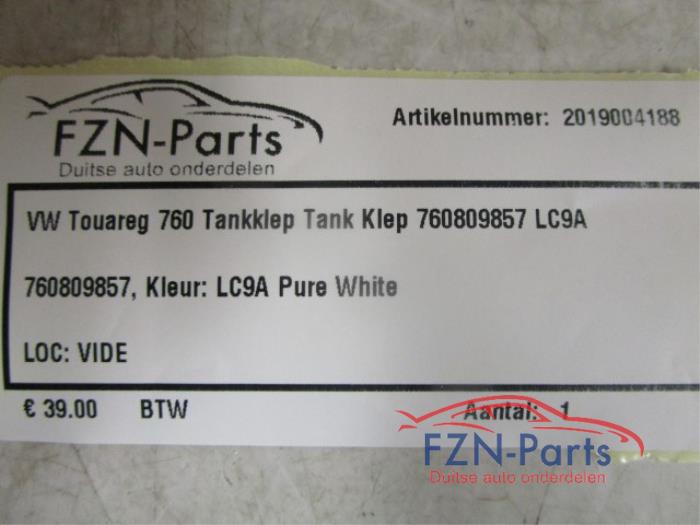 FZN-Parts
Duitse auto onderdelen
Artikelnummer: 2019004188
VW Touareg 760 Tankklep Tank Klep 760809857 LC9A
760809857, Kleur: LC9A Pure White
LOC: VIDE
€ 39.00 BTW Aantal: 1
FZN-Parts
Duitse auto onderdelen